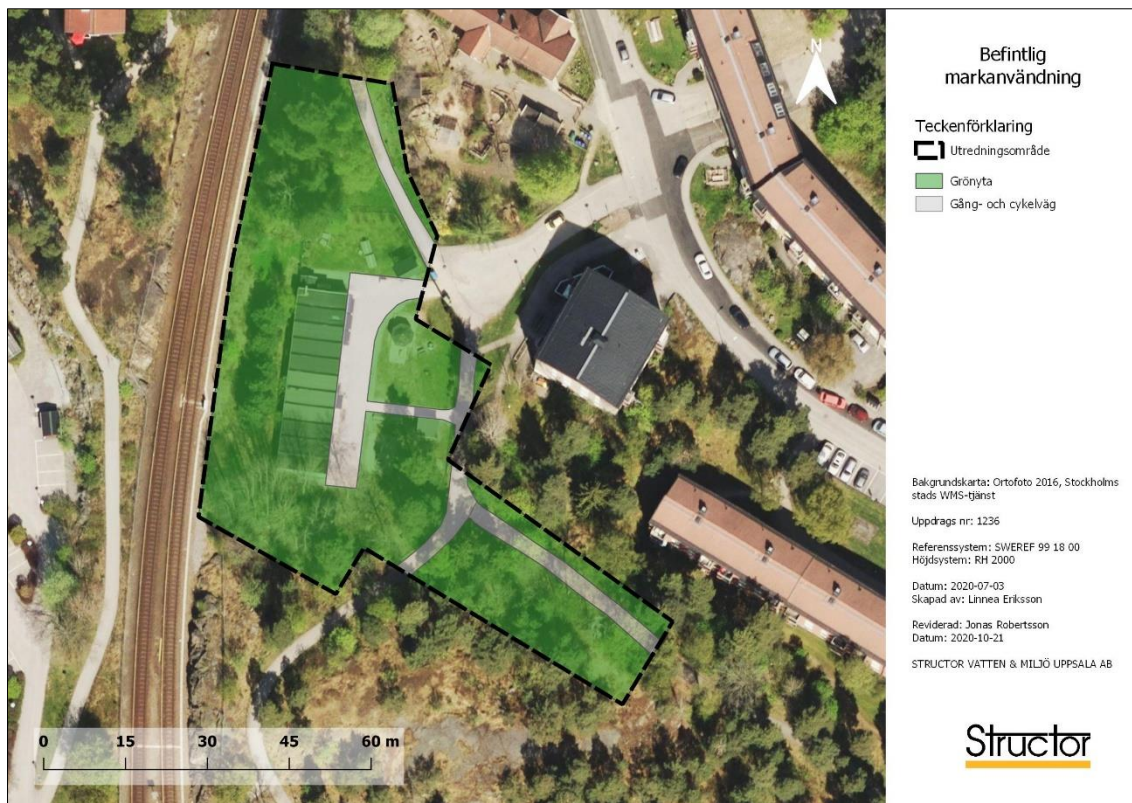 Befintlig
markanvändning
N
Teckenförklaring
Utredningsområde
Grönyta
Gång- och cykelväg
Bakgrundskarta: Ortofoto 2016, Stockholms
stads WMS-tjänst
Uppdrags nr: 1236
Referenssystem: SWEREF 99 18 00
Höjdsystem: RH 2000
Datum: 2020-07-03
Skapad av: Linnea Eriksson
Reviderad: Jonas Robertsson
Datum: 2020-10-21
STRUCTOR VATTEN & MILJÖ UPPSALA AB
Structor
0 15 30 45 60 m